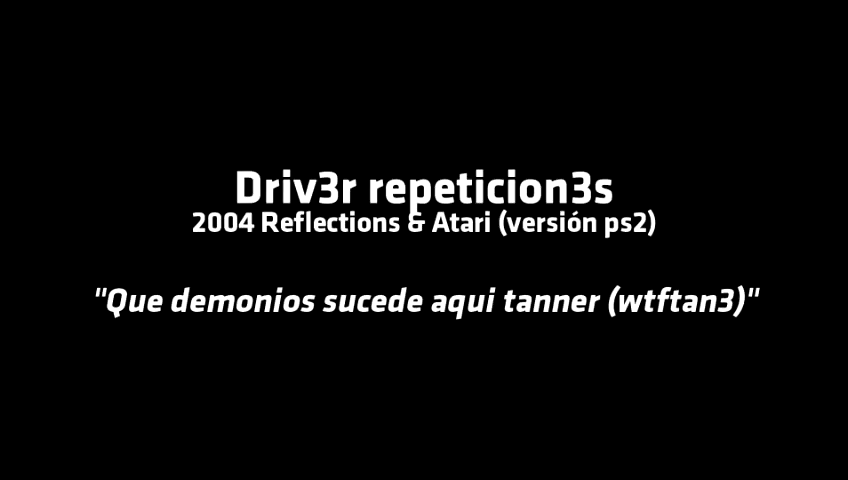 Driv3r repeticion3s
2004 Reflections & Atari (versión ps2)
"Que demonios sucede aqui tanner (wtftan3)"